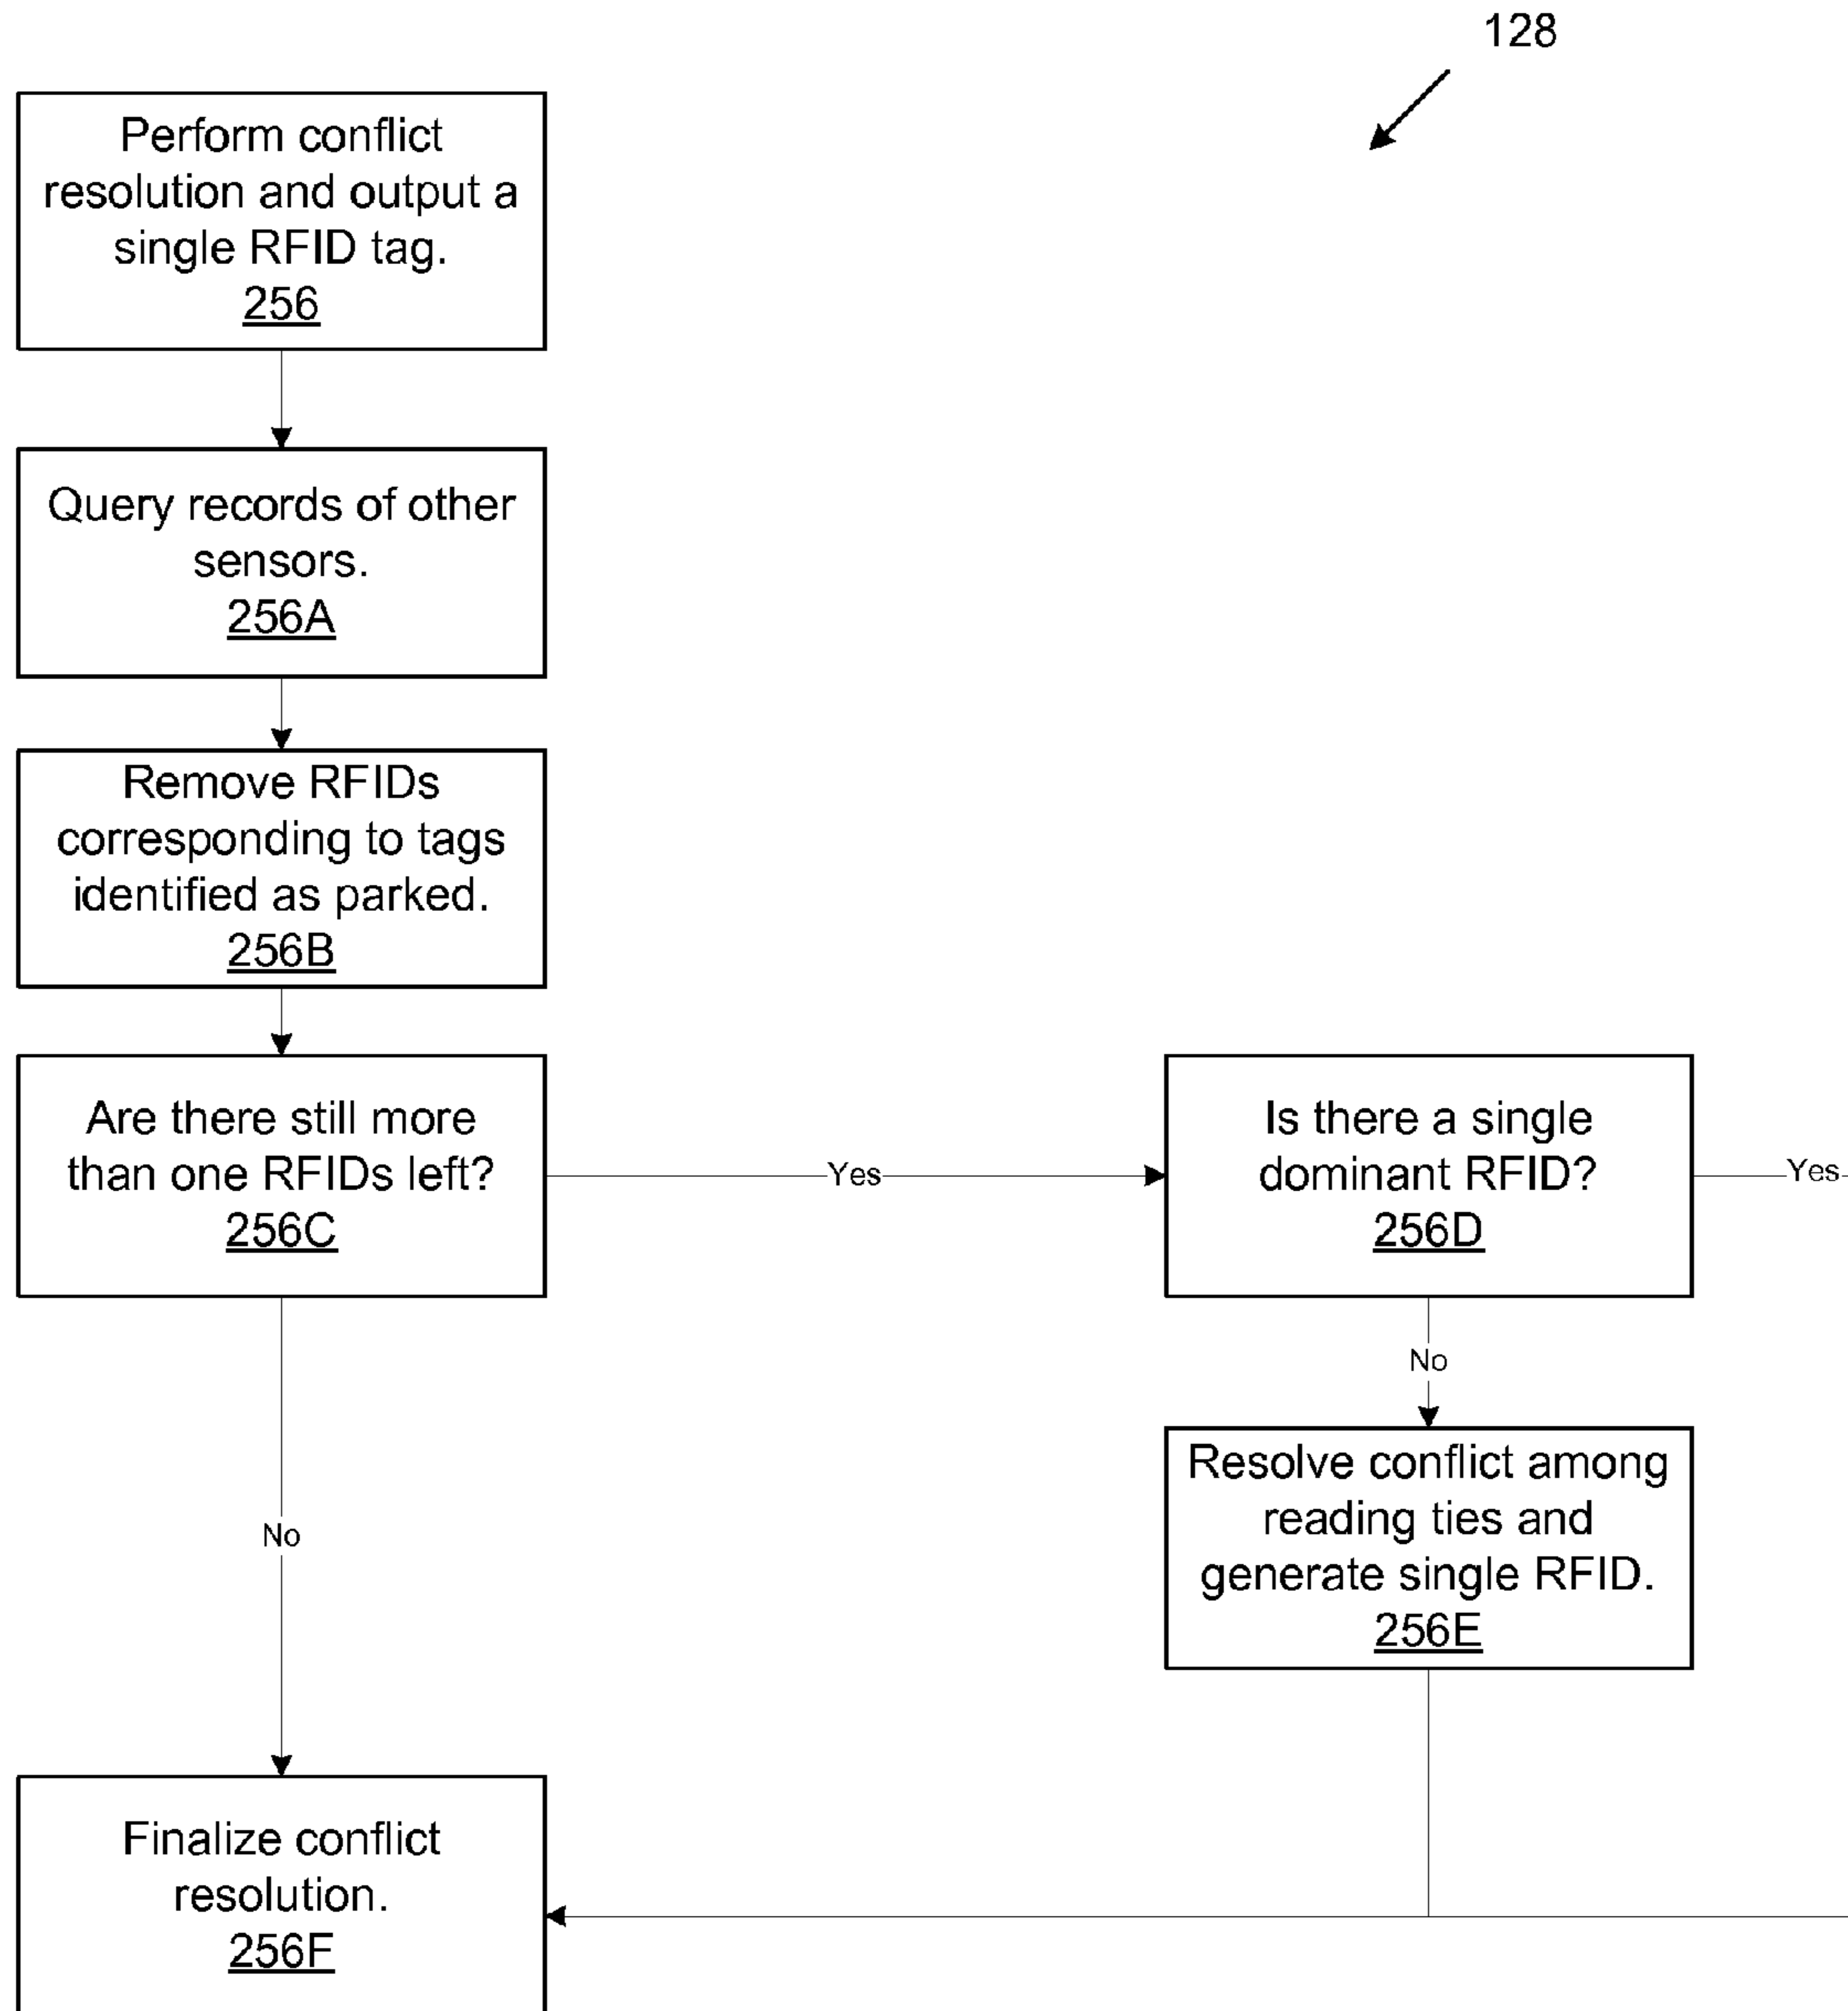 128
Perform conflict
resolution and output a
single RFID tag.
256
Query records of other
sensors.
256A
Remove RFIDs
corresponding to tags
identified as parked.
256B
Are there still more
than one RFIDs left?
256C
Yes
Is there a single
dominant RFID?
256D
Yes
No
Resolve conflict among
reading ties and
generate single RFID.
256E
No
Finalize conflict
resolution.
256F